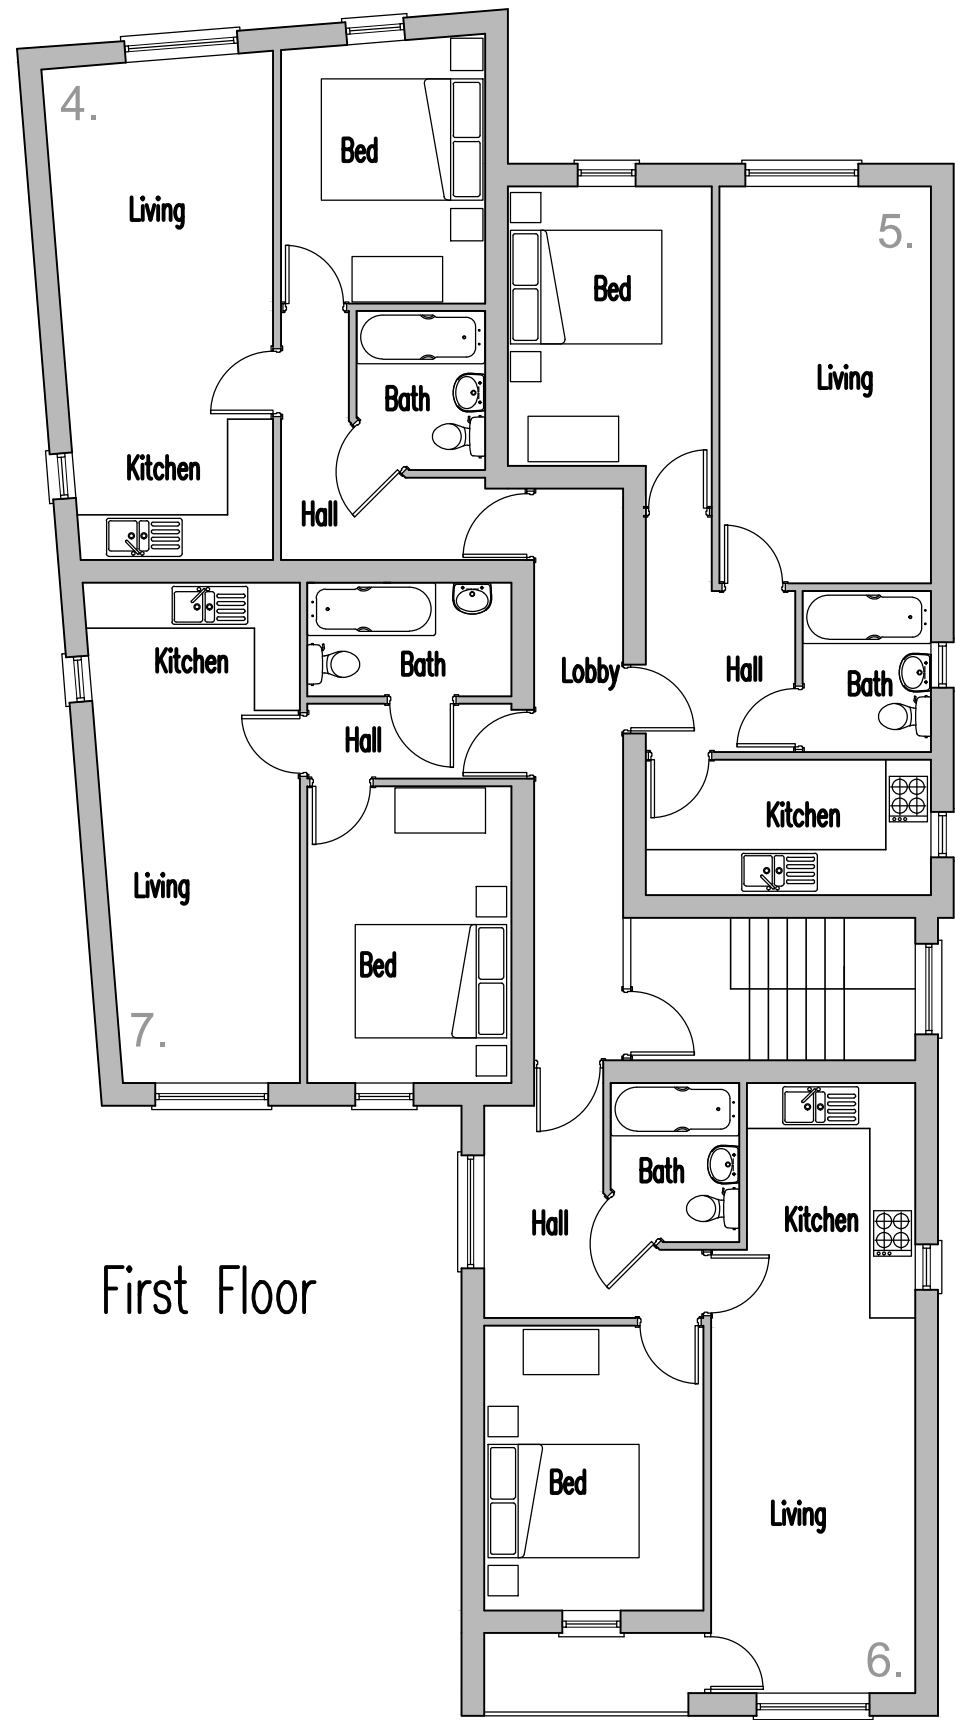 4.
Bed
Living
5.
Bed
Living
Bath
Kitchen
Hall
Kitchen
Bath
Lobby
Hall
Bath
Hall
Kitchen
Living
Bed
7.
Bath
Hall
Kitchen
First Floor
Bed
Living
6.